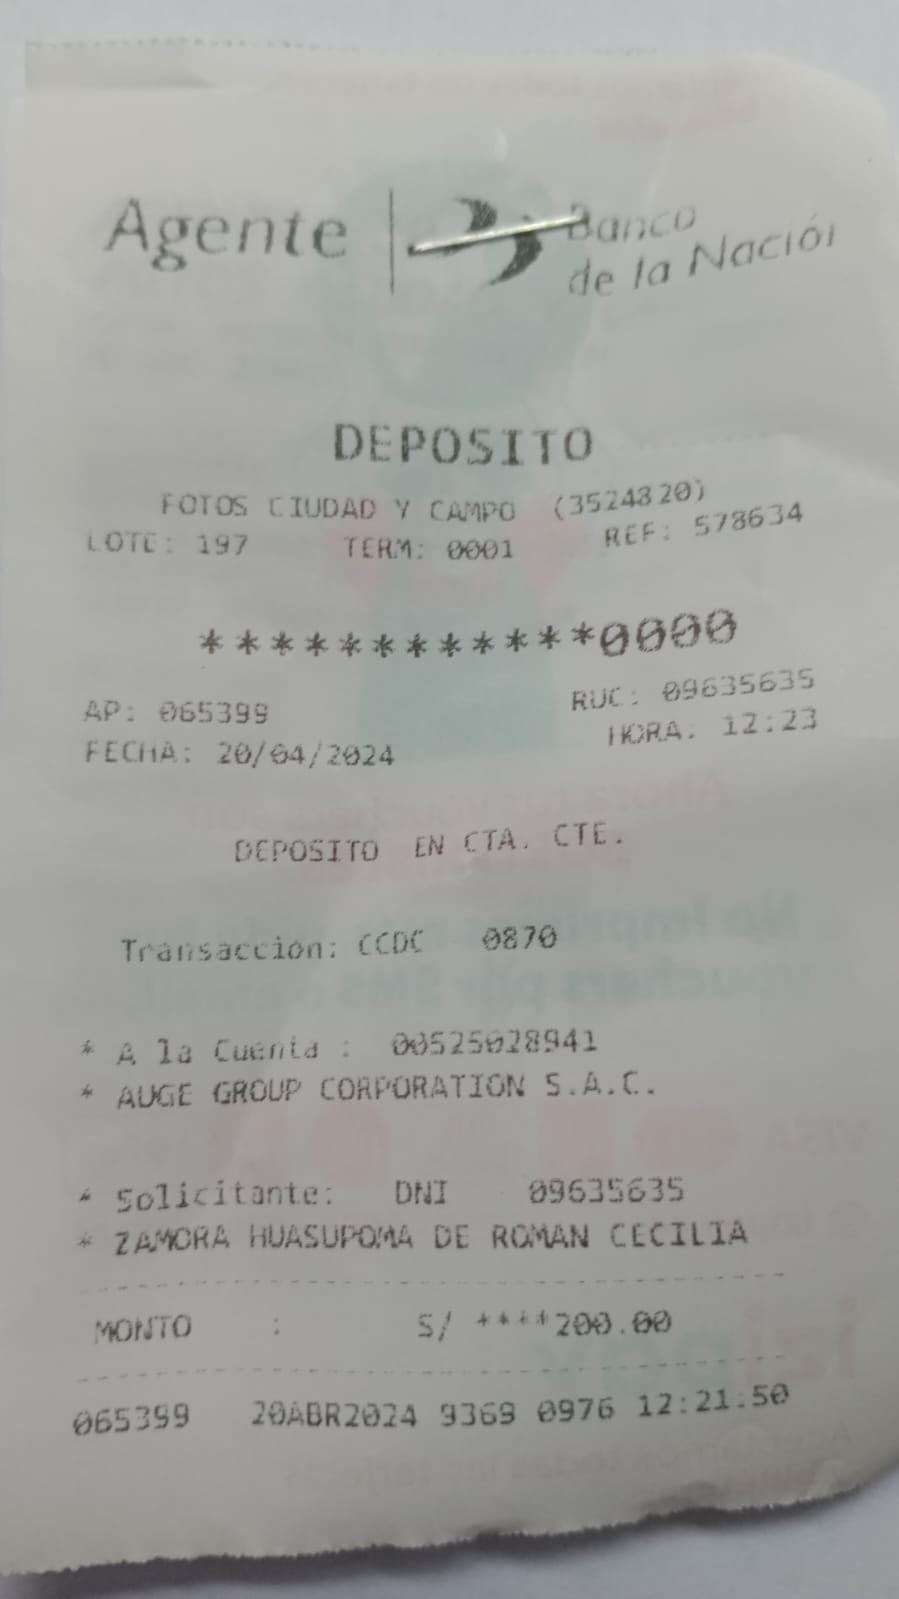 Agente
Banco
de la Nación
DEPOSITO
FOTOS CIUDAD Y CAMPO (3524820)
LOTE: 197 TERM: 0001 REF: 578634
************0000
AP: 065399 RUC: 09635635
FECHA: 20/04/2024 HORA: 12:23
DEPOSITO EN CTA. CTE.
Transaccion: CCDC 0870
* A la Cuenta : 00525028941
* AUGE GROUP CORPORATION S.A.C.
* Solicitante: DNI 09635635
* ZAMORA HUASUPOMA DE ROMAN CECILIA
MONTO : S/ ****200.00
065399 20ABR2024 9369 0976 12:21:50